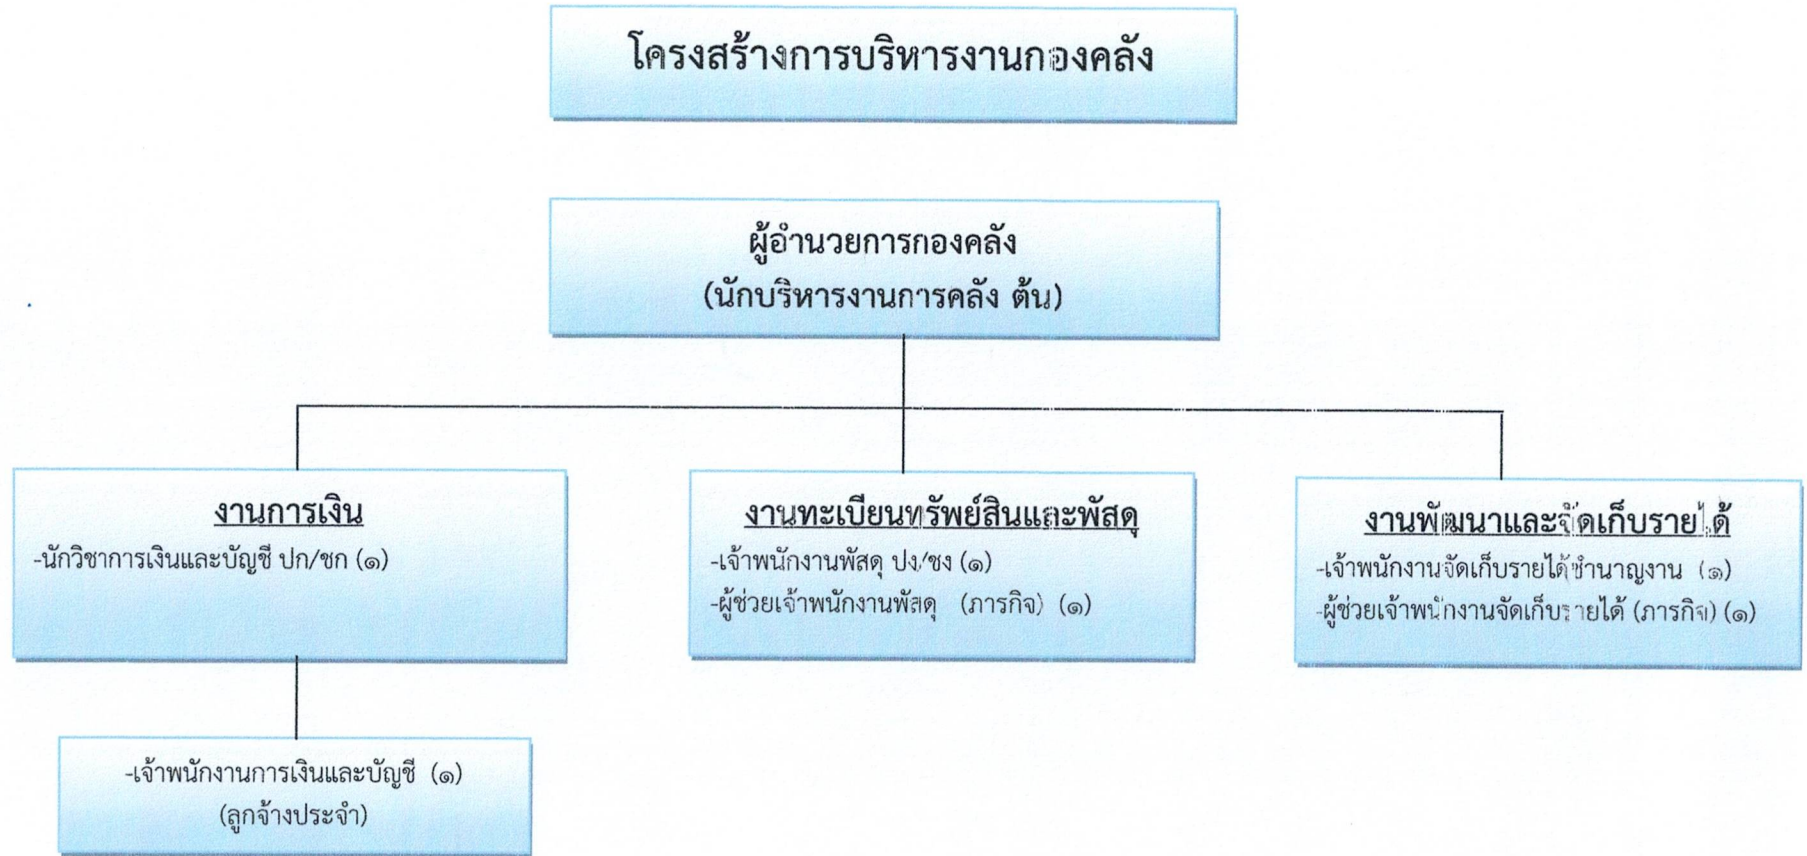 โครงสร้างการบริหารงานกองคลัง
ผู้อำนวยการกองคลัง
(นักบริหารงานการคลัง ต้น)
งานการเงิน
-นักวิชาการเงินและบัญชี ปก/ชก (๑)
-เจ้าพนักงานการเงินและบัญชี (๑)
(ลูกจ้างประจำ)
งานทะเบียนทรัพย์สินและพัสดุ
-เจ้าพนักงานพัสดุ ปง/ชง (๑)
-ผู้ช่วยเจ้าพนักงานพัสดุ (ภารกิจ) (๑)
งานพัฒนาและจัดเก็บรายได้
-เจ้าพนักงานจัดเก็บรายได้ชำนาญงาน (๑)
-ผู้ช่วยเจ้าพนักงานจัดเก็บรายได้ (ภารกิจ) (๑)